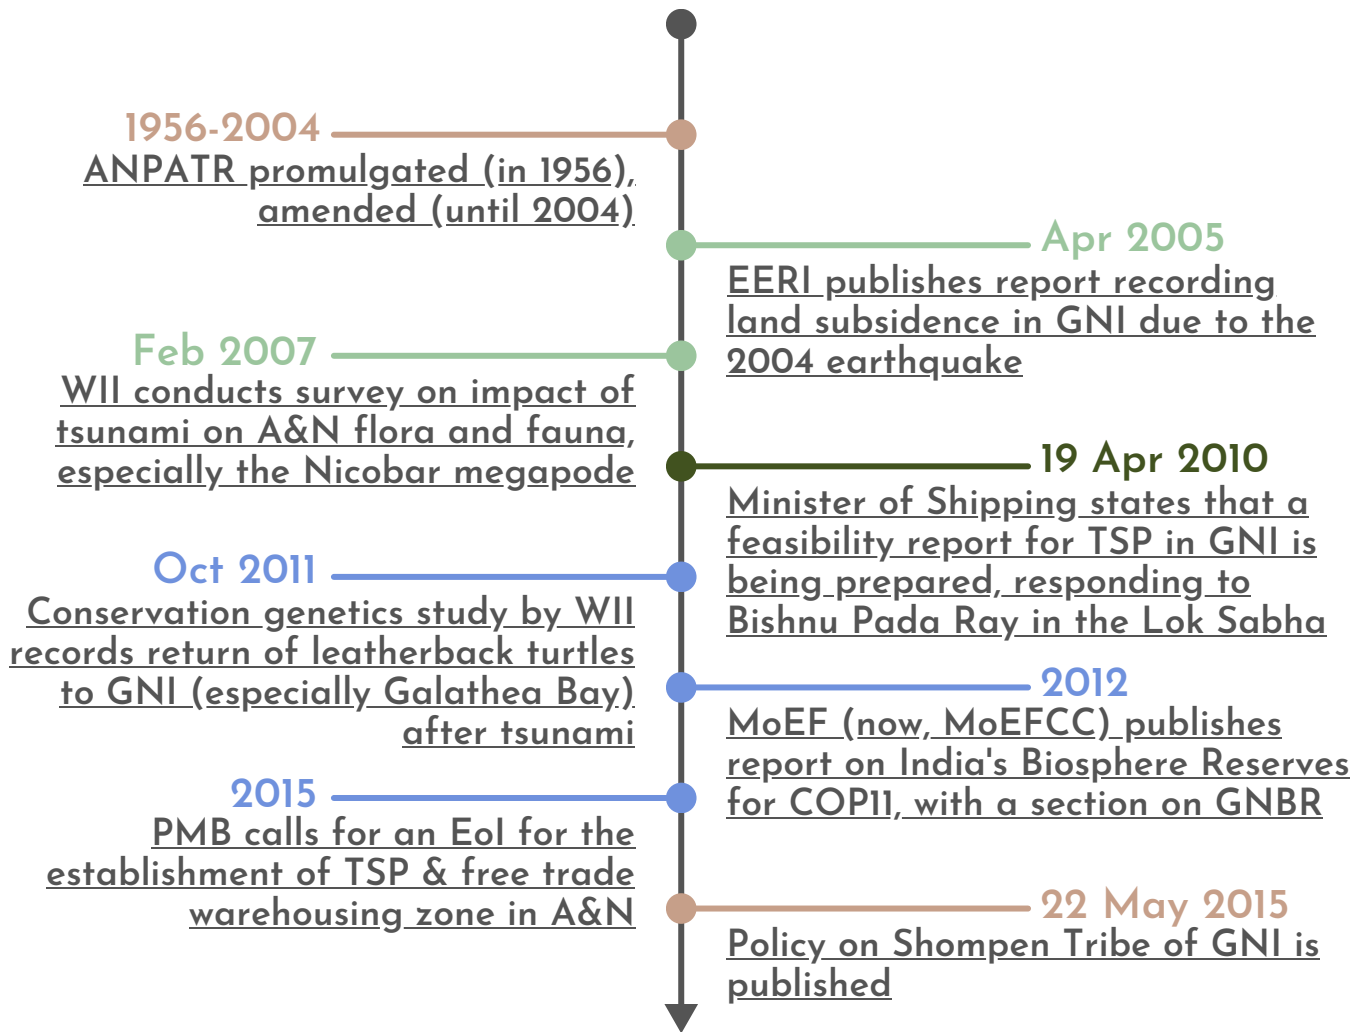 1956-2004
ANPATR promulgated (in 1956),
amended (until 2004)
Apr 2005
EERI publishes report recording
land subsidence in GNI due to the
2004 earthquake
Feb 2007
WII conducts survey on impact of
tsunami on A&N flora and fauna,
especially the Nicobar megapode
19 Apr 2010
Minister of Shipping states that a
feasibility report for TSP in GNI is
being prepared, responding to
Bishnu Pada Ray in the Lok Sabha
Oct 2011
Conservation genetics study by WII
records return of leatherback turtles
to GNI (especially Galathea Bay)
after tsunami
2012
MoEF (now, MoEFCC) publishes
report on India's Biosphere Reserves
for COP11, with a section on GNBR
2015
PMB calls for an EoI for the
establishment of TSP & free trade
warehousing zone in A&N
22 May 2015
Policy on Shompen Tribe of GNI is
published